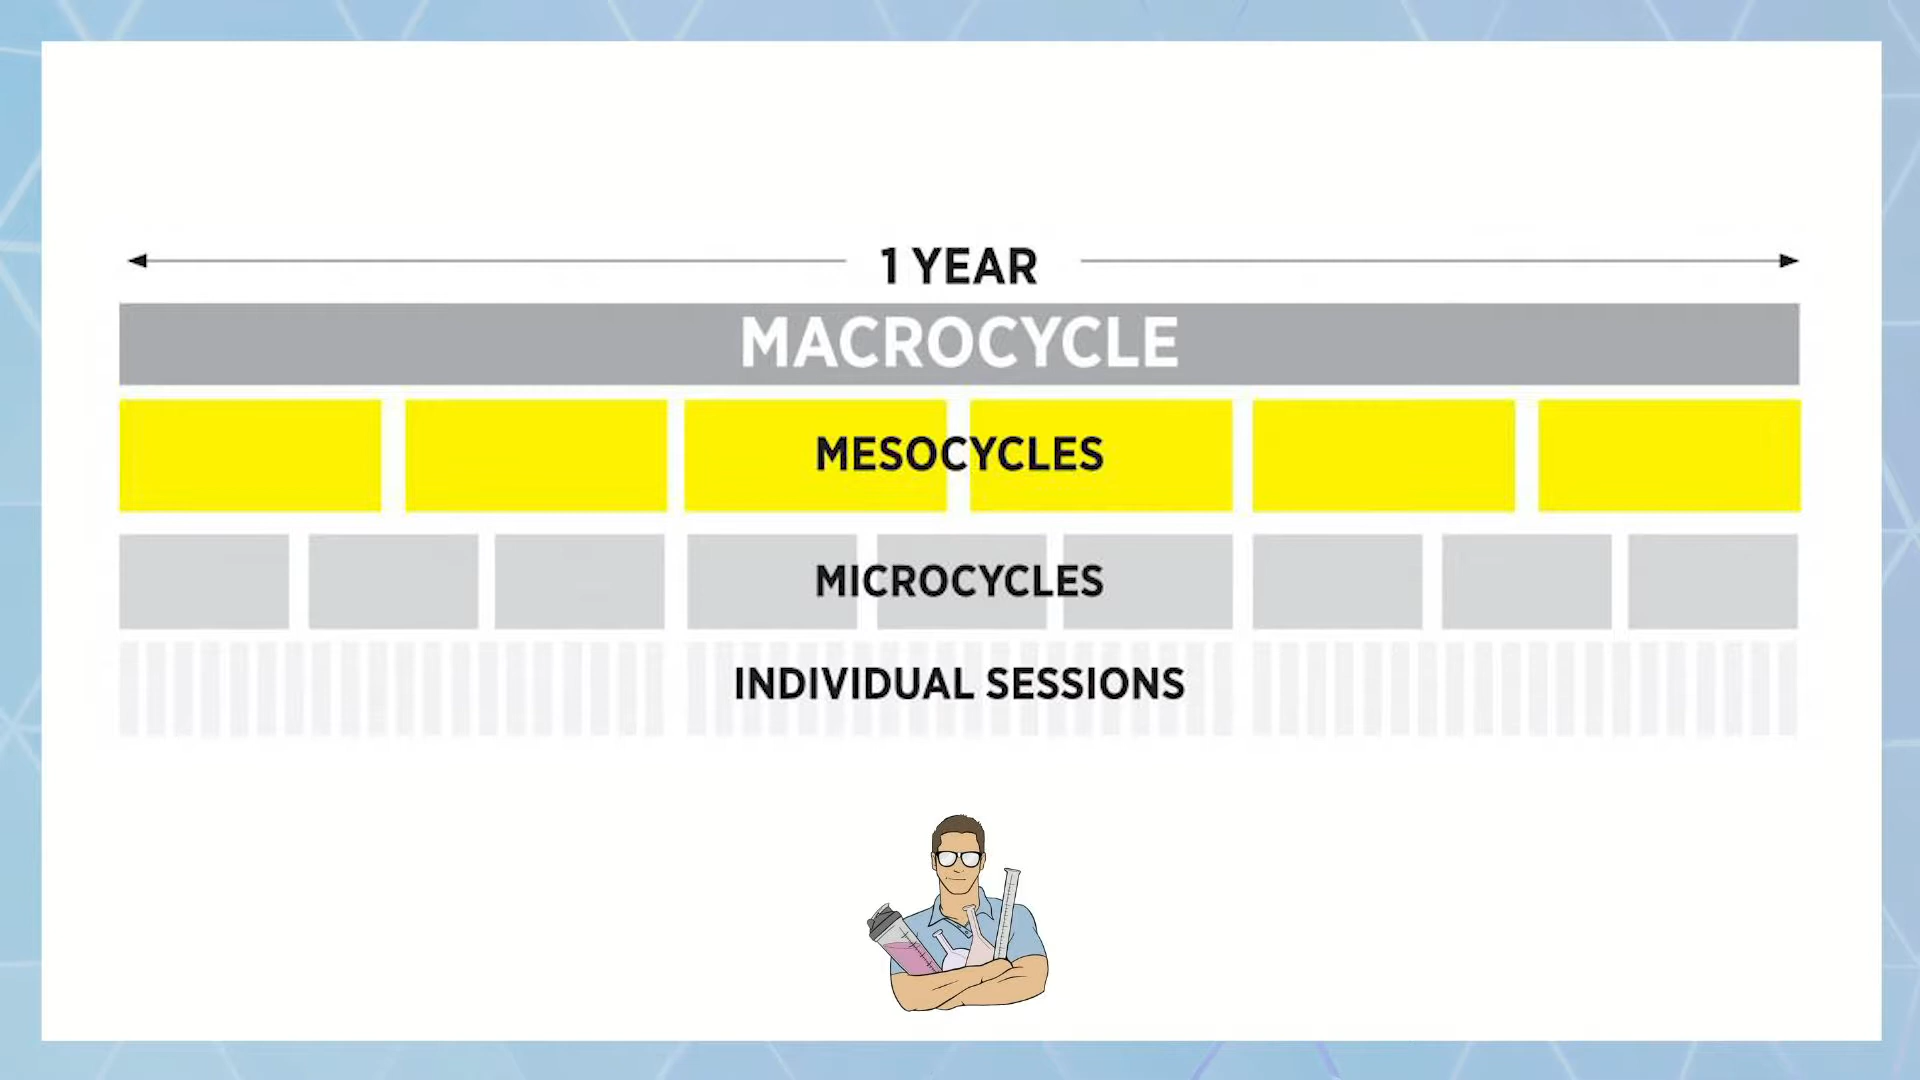 1 YEAR
MACROCYCLE
MESOCYCLES
MICROCYCLES
INDIVIDUAL SESSIONS